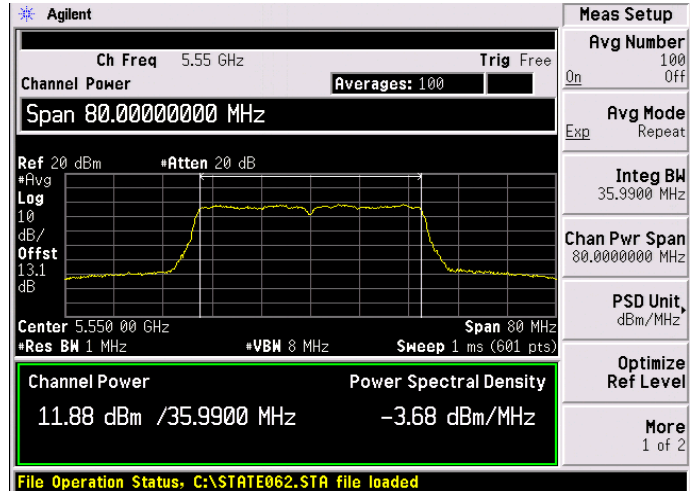 Agilent
Meas Setup
Ch Freq 5.55 GHz Trig Free
Channel Power Averages: 100
Span 80.00000000 MHz
Ref 20 dBm #Atten 20 dB
#Avg
Log
10
dB/
Offst
13.1
dB
Center 5.550 00 GHz Span 80 MHz
#Res BW 1 MHz #VBW 8 MHz Sweep 1 ms (601 pts)
Channel Power Power Spectral Density
11.88 dBm /35.9900 MHz -3.68 dBm/MHz
File Operation Status, C:\STATE062.STA file loaded
Avg Number
100
On Off
Avg Mode
Exp Repeat
Integ BW
35.9900 MHz
Chan Pwr Span
80.0000000 MHz
PSD Unit
dBm/MHz
Optimize
Ref Level
More
1 of 2